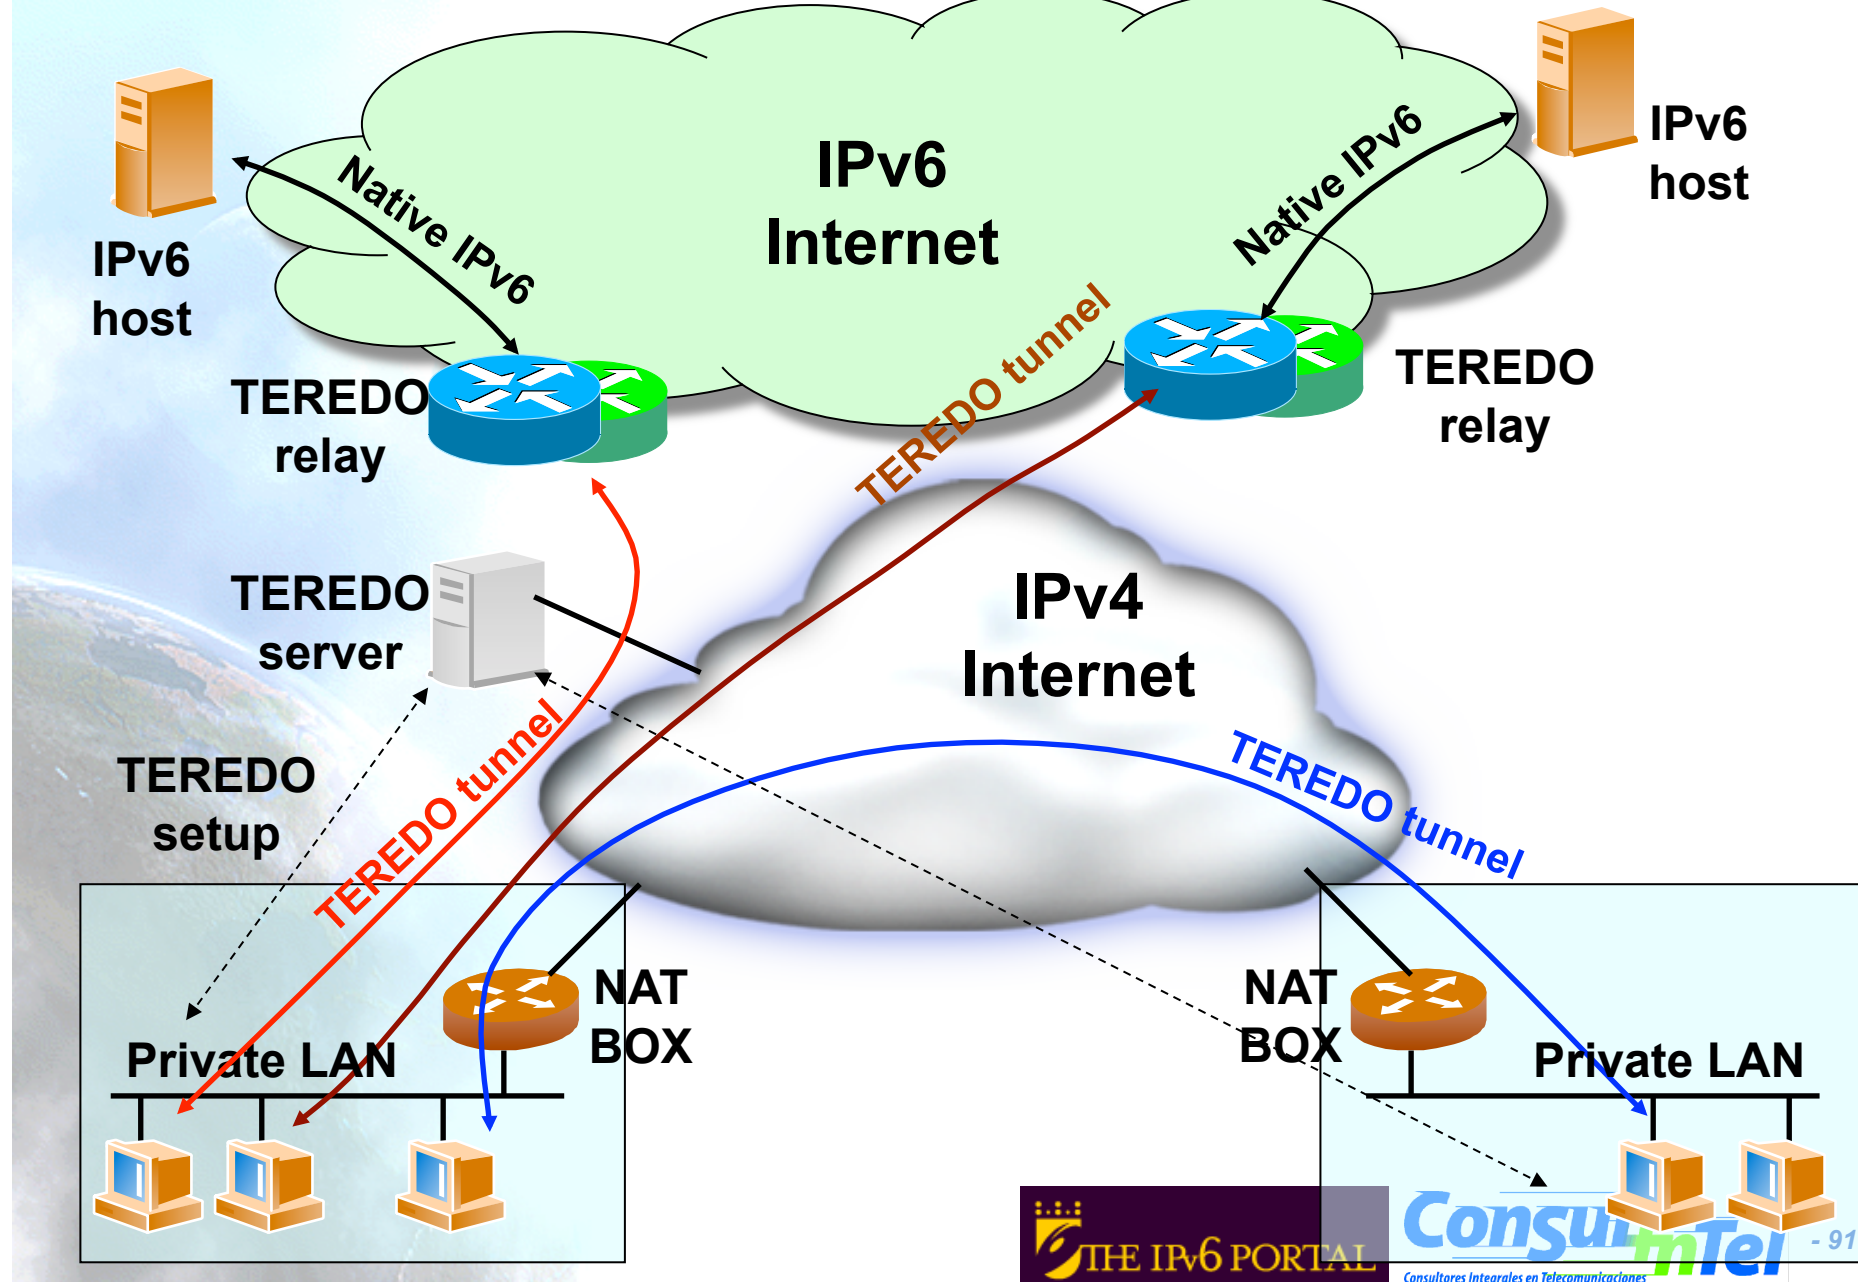 IPv6
host
Native IPv6
IPv6
Internet
Native IPv6
IPv6
host
TEREDO
relay
TEREDO tunnel
TEREDO
relay
TEREDO
server
IPv4
Internet
TEREDO
setup
TEREDO tunnel
TEREDO tunnel
NAT
BOX
Private LAN
NAT
BOX
Private LAN
THE IPv6 PORTAL
Consulintel
Consultores Integrales en Telecomunicaciones
- 91